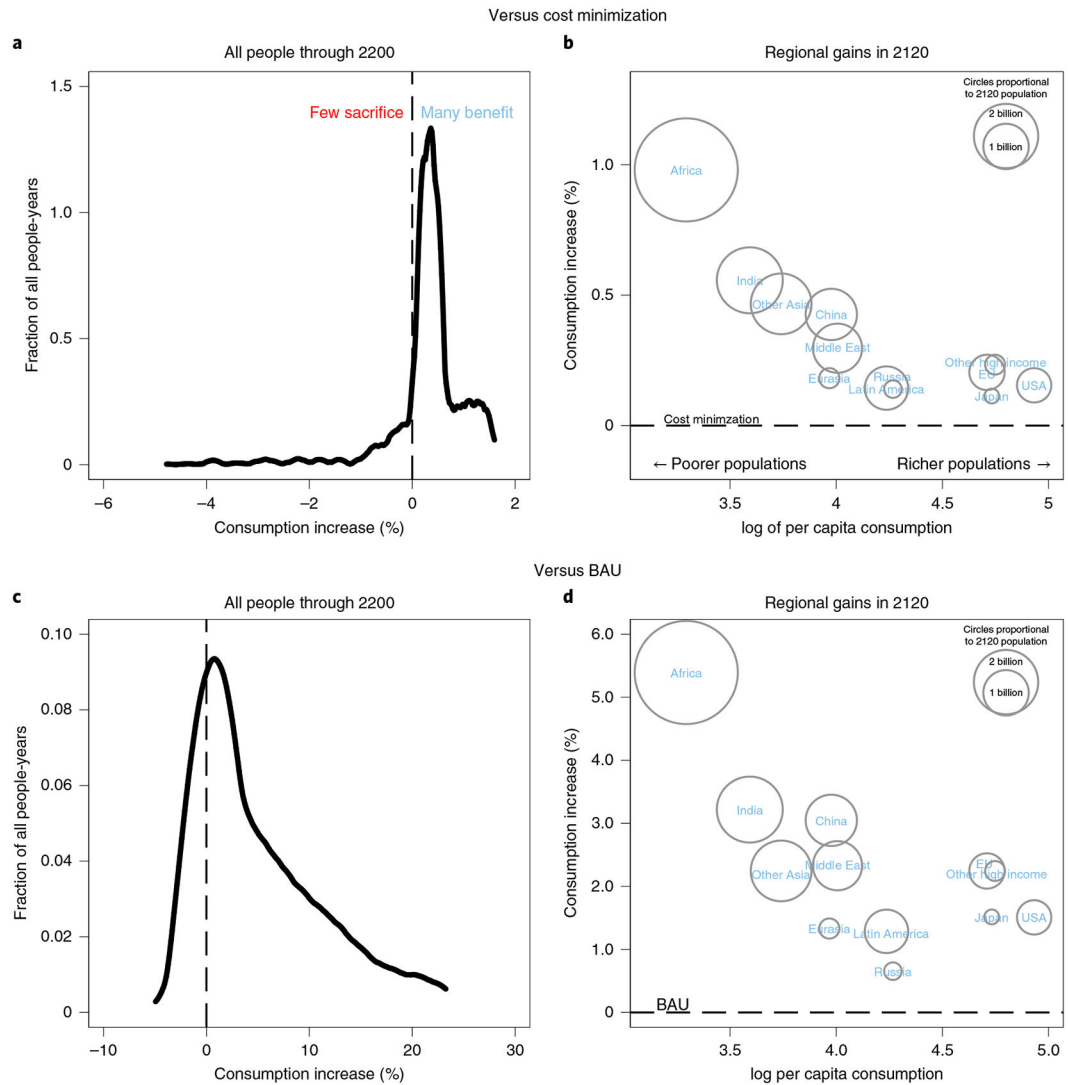 Versus cost minimization
a
All people through 2200
1.5
1.0
0.5
0
Fraction of all people-years
Few sacrifice
Many benefit
−6
−4
−2
0
2
Consumption increase (%)
b
Regional gains in 2120
Circles proportional
to 2120 population
2 billion
1 billion
1.0
0.5
0
Consumption increase (%)
Africa
India
Other Asia
China
Middle East
Eurasia
Russia
Latin America
Other high income
EU
Japan
USA
Cost minimzation
← Poorer populations
Richer populations →
3.5
4
4.5
5
log of per capita consumption
Versus BAU
c
All people through 2200
0.10
0.08
0.06
0.04
0.02
0
Fraction of all people-years
−10
0
10
20
30
Consumption increase (%)
d
Regional gains in 2120
Circles proportional
to 2120 population
2 billion
1 billion
6.0
5.0
4.0
3.0
2.0
1.0
0
Consumption increase (%)
Africa
India
China
Other Asia
Middle East
EU
Other high income
Eurasia
Latin America
Japan
USA
Russia
BAU
3.5
4.0
4.5
5.0
log per capita consumption